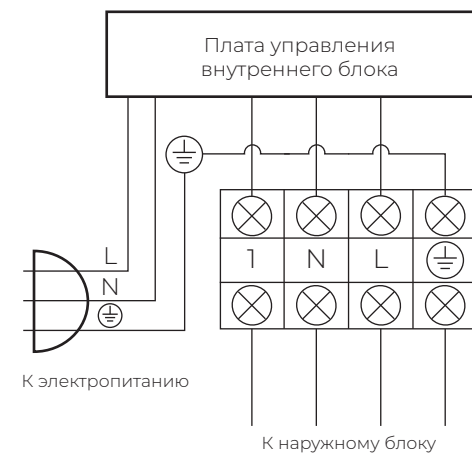 Плата управления
внутреннего блока
L
N
1 N L
К электропитанию
К наружному блоку